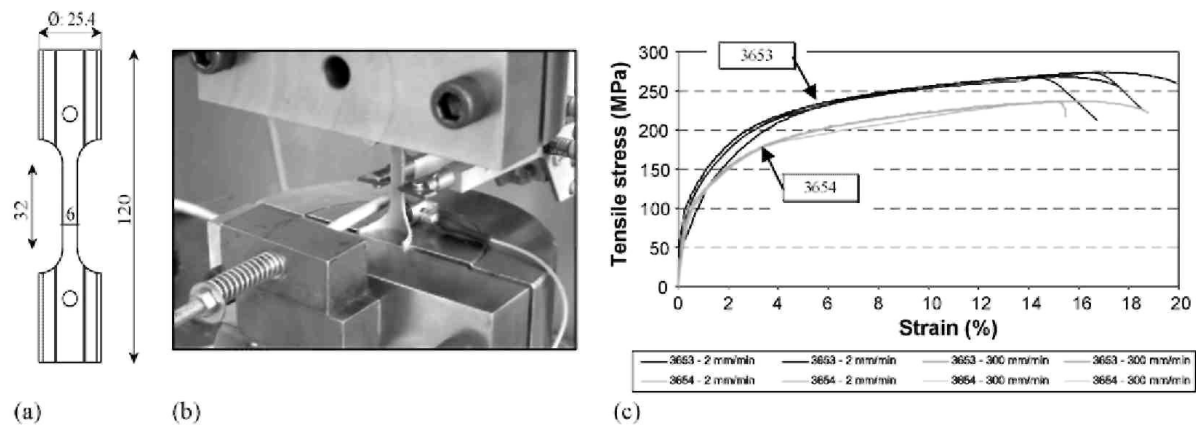 Ø: 25.4
32
6
120
(a)
(b)
Tensile stress (MPa)
300
250
200
150
100
50
0
3653
3654
0 2 4 6 8 10 12 14 16 18 20
Strain (%)
3653 - 2 mm/min 3653 - 2 mm/min 3653 - 300 mm/min 3653 - 300 mm/min
3654 - 2 mm/min 3654 - 2 mm/min 3654 - 300 mm/min 3654 - 300 mm/min
(c)